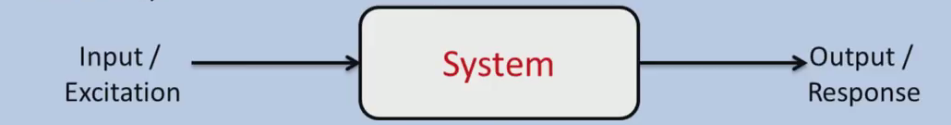 Input /
Excitation
System
Output /
Response